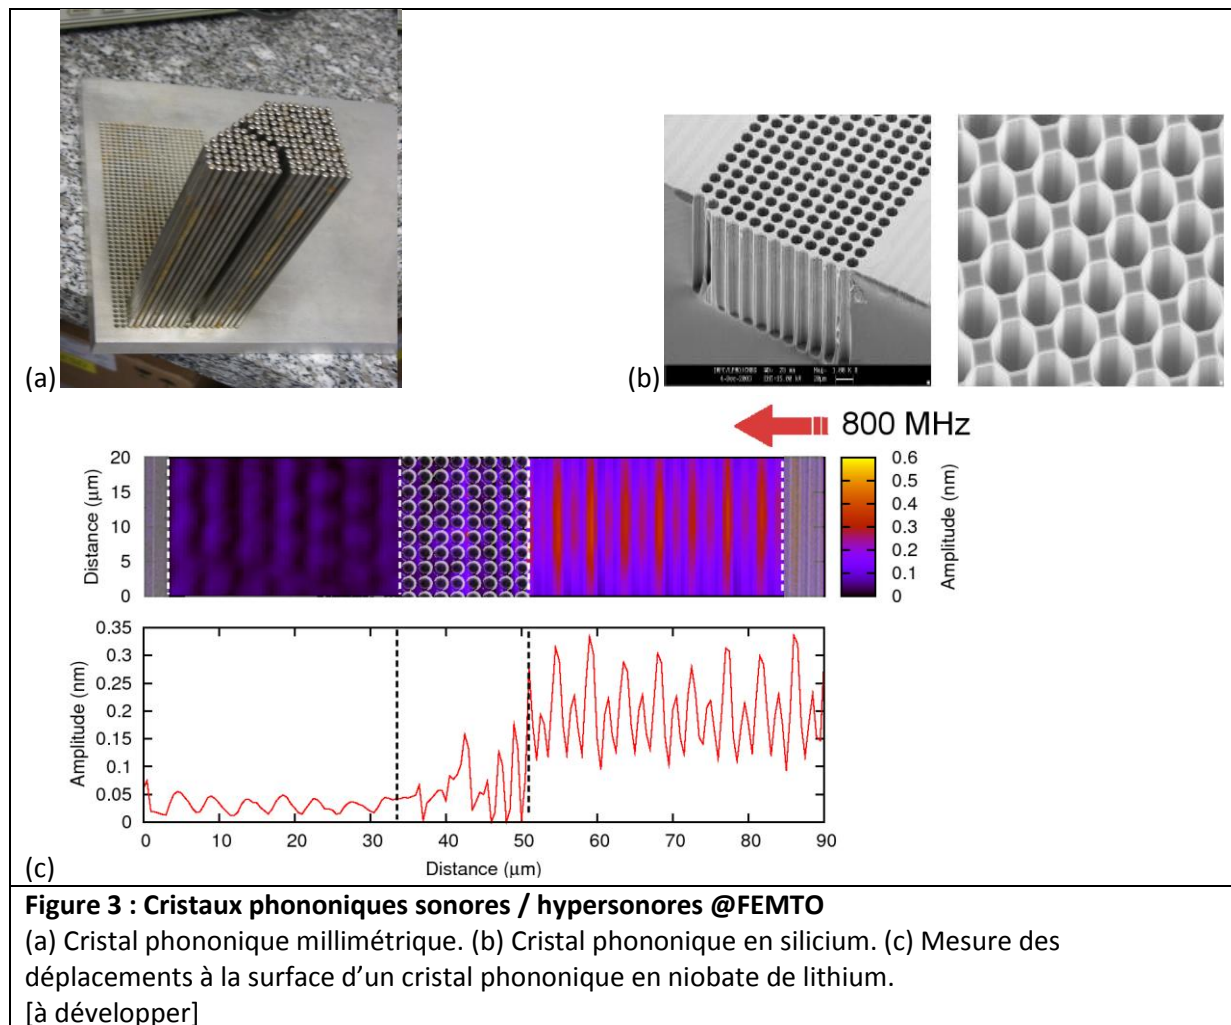 (a)
(b)
800 MHz
20
15
10
5
0
Distance (μm)
0.6
0.5
0.4
0.3
0.2
0.1
0
Amplitude (nm)
0.35
0.3
0.25
0.2
0.15
0.1
0.05
0
Amplitude (nm)
0 10 20 30 40 50 60 70 80 90
Distance (μm)
(c)
Figure 3 : Cristaux phononiques sonores / hypersonores @FEMTO
(a) Cristal phononique millimétrique. (b) Cristal phononique en silicium. (c) Mesure des
déplacements à la surface d’un cristal phononique en niobate de lithium.
[à développer]